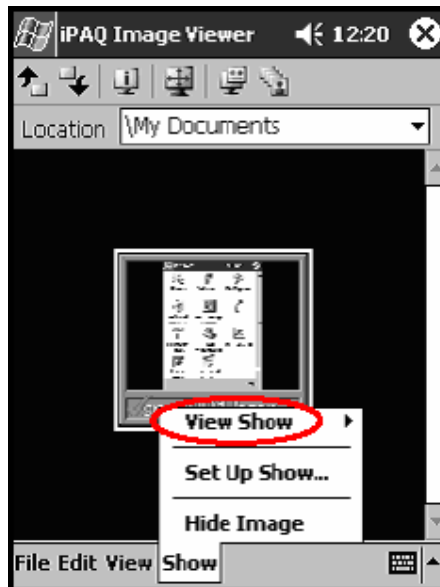 iPAQ Image Viewer 12:20
Location \My Documents
View Show
Set Up Show...
Hide Image
File Edit View Show